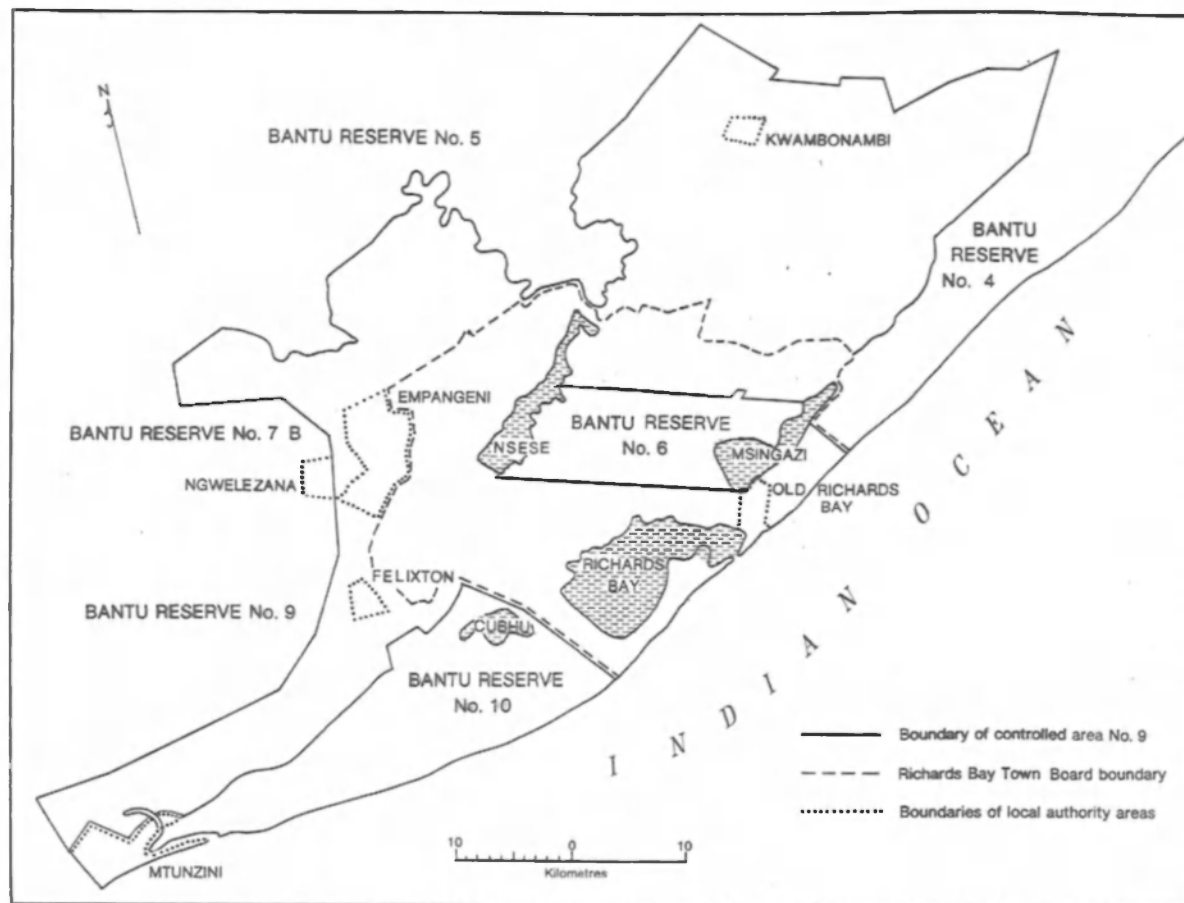 N
BANTU RESERVE No. 5
KWAMBONAMBI
BANTU
RESERVE
No. 4
EMPANGENI
BANTU RESERVE No. 7 B
BANTU RESERVE
No. 6
NSESE
MSINGAZI
NGWELEZANA
OLD RICHARDS
BAY
RICHARDS
BAY
FELIXTON
BANTU RESERVE No. 9
CUBHU
BANTU RESERVE
No. 10
INDIAN OCEAN
Boundary of controlled area No. 9
Richards Bay Town Board boundary
Boundaries of local authority areas
10 0 10
Kilometres
MTUNZINI